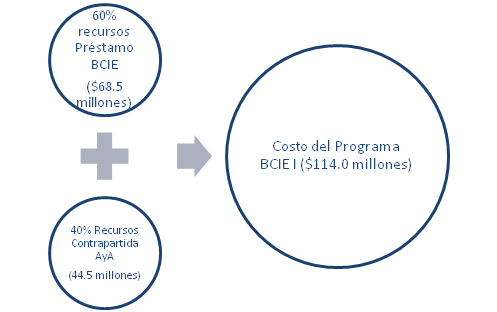 60%
recursos
Préstamo
BCIE
($68.5
millones)
Costo del Programa
BCIE I ($114.0 millones)
40% Recursos
Contrapartida
AyA
(44.5 millones)